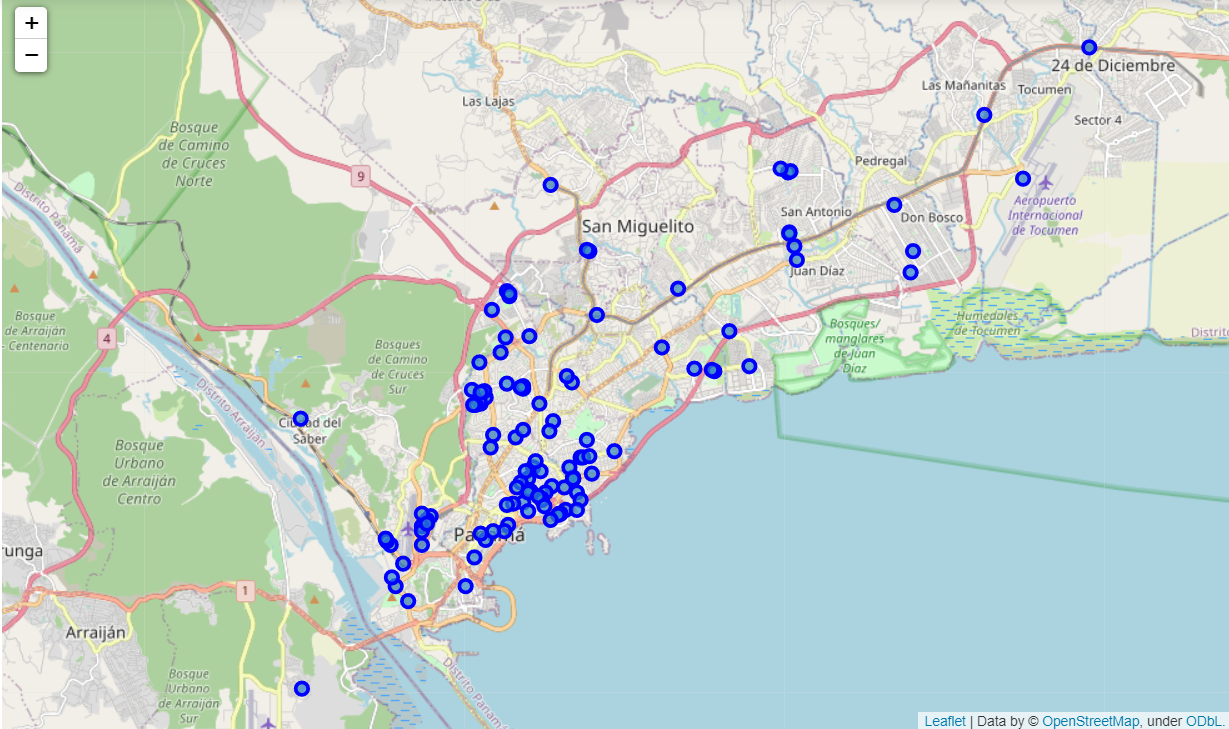 +
−
Las Lajas
Bosque
de Camino
de Cruces
Norte
9
Distrito Panamá
24 de Diciembre
Las Mañanitas
Tocumen
Sector 4
Pedregal
San Miguelito
San Antonio
Don Bosco
Aeropuerto
Internacional
de Tocumen
Juan Díaz
Bosque
de Arraiján
- Centenario
4
Bosques
de Camino
de Cruces
Sur
Bosques/
manglares
de Juan
Díaz
Humedales
de Tocumen
Distrito
Distrito Arraiján
Ciudad del
Saber
Bosque
Urbano
de Arraiján
Centro
Panamá
runga
1
Arraiján
Bosque
Urbano
de Arraiján
Sur
Distrito Panamá
Leaflet | Data by © OpenStreetMap, under ODbL.